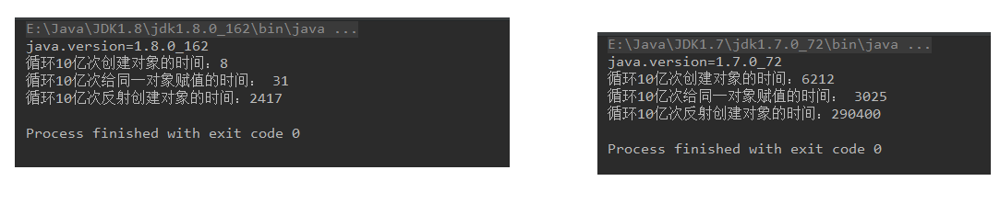 E:\Java\JDK1.8\jdk1.8.0_162\bin\java ...
java.version=1.8.0_162
循环10亿次创建对象的时间：8
循环10亿次给同一对象赋值的时间： 31
循环10亿次反射创建对象的时间：2417
Process finished with exit code 0
E:\Java\JDK1.7\jdk1.7.0_72\bin\java ...
java.version=1.7.0_72
循环10亿次创建对象的时间：6212
循环10亿次给同一对象赋值的时间： 3025
循环10亿次反射创建对象的时间：290400
Process finished with exit code 0